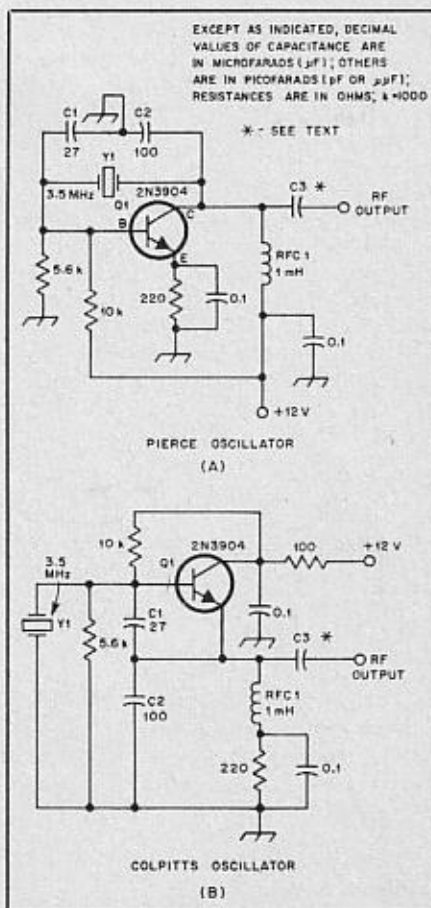 EXCEPT AS INDICATED, DECIMAL
VALUES OF CAPACITANCE ARE
IN MICROFARADS (µF); OTHERS
ARE IN PICOFARADS (pF OR µµF);
RESISTANCES ARE IN OHMS; k=1000
*- SEE TEXT
C1
27
C2
100
Y1
3.5 MHz
2N3904
Q1
B
C
E
C3 *
RF
OUTPUT
RFC 1
1 mH
5.6 k
10 k
220
0.1
0.1
+12 V
PIERCE OSCILLATOR
(A)
2N3904
10 k
Q1
100
+12 V
3.5
MHz
Y1
C1
27
0.1
C3 *
RF
OUTPUT
5.6 k
C2
100
RFC 1
1 mH
220
0.1
COLPITTS OSCILLATOR
(B)